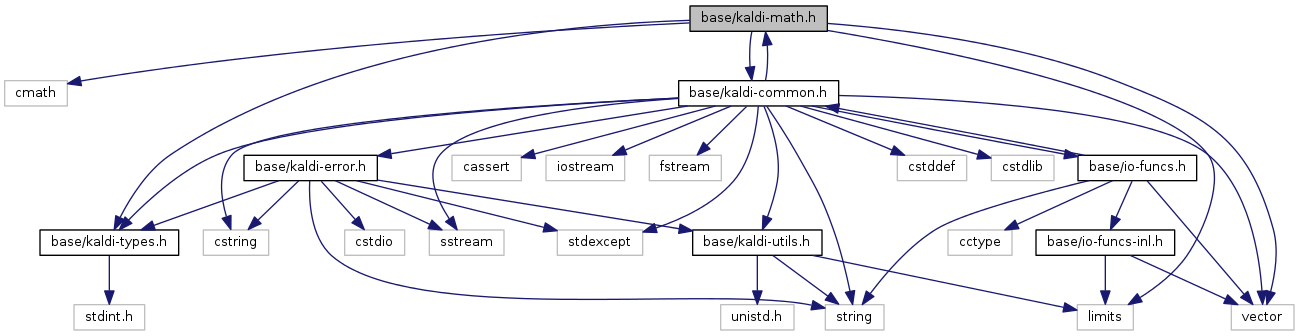 base/kaldi-math.h
cmath
base/kaldi-common.h
base/kaldi-error.h
cassert
iostream
fstream
cstddef
cstdlib
base/io-funcs.h
base/kaldi-types.h
cstring
cstdio
sstream
stdexcept
base/kaldi-utils.h
cctype
base/io-funcs-inl.h
stdint.h
unistd.h
string
limits
vector